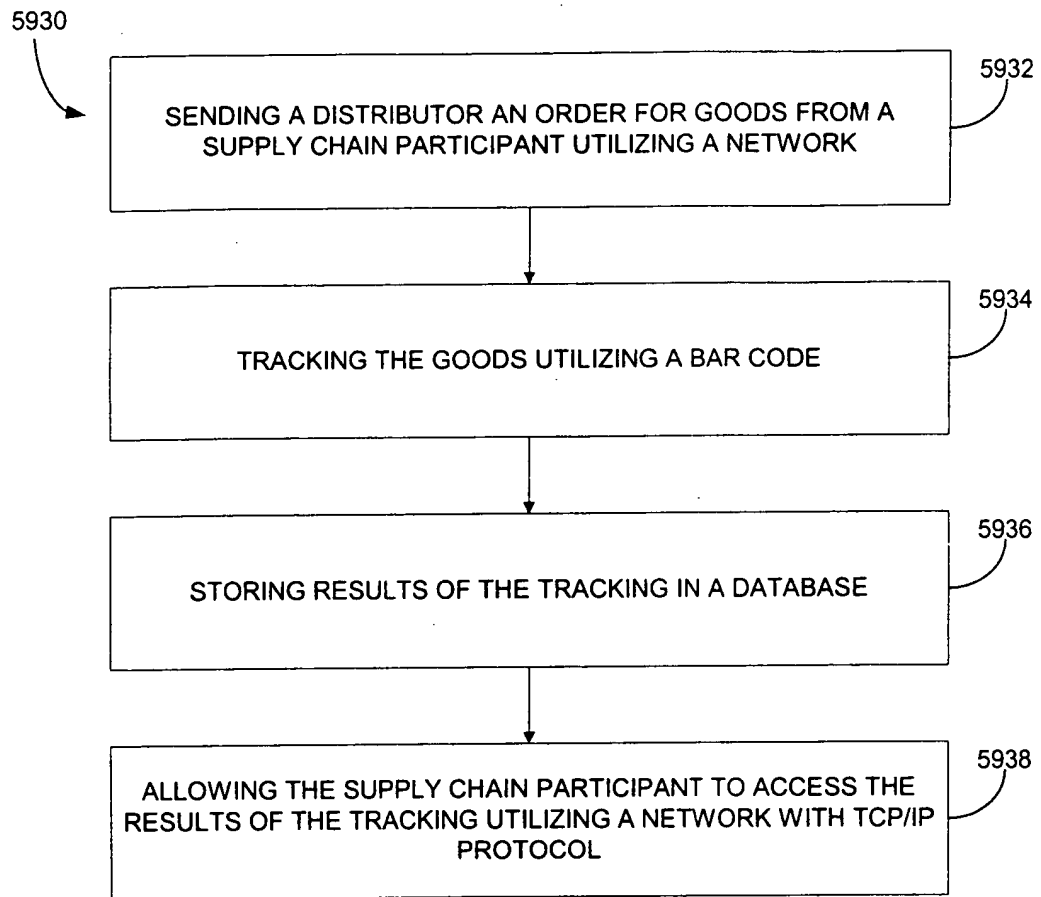 5930
5932
SENDING A DISTRIBUTOR AN ORDER FOR GOODS FROM A
SUPPLY CHAIN PARTICIPANT UTILIZING A NETWORK
5934
TRACKING THE GOODS UTILIZING A BAR CODE
5936
STORING RESULTS OF THE TRACKING IN A DATABASE
5938
ALLOWING THE SUPPLY CHAIN PARTICIPANT TO ACCESS THE
RESULTS OF THE TRACKING UTILIZING A NETWORK WITH TCP/IP
PROTOCOL